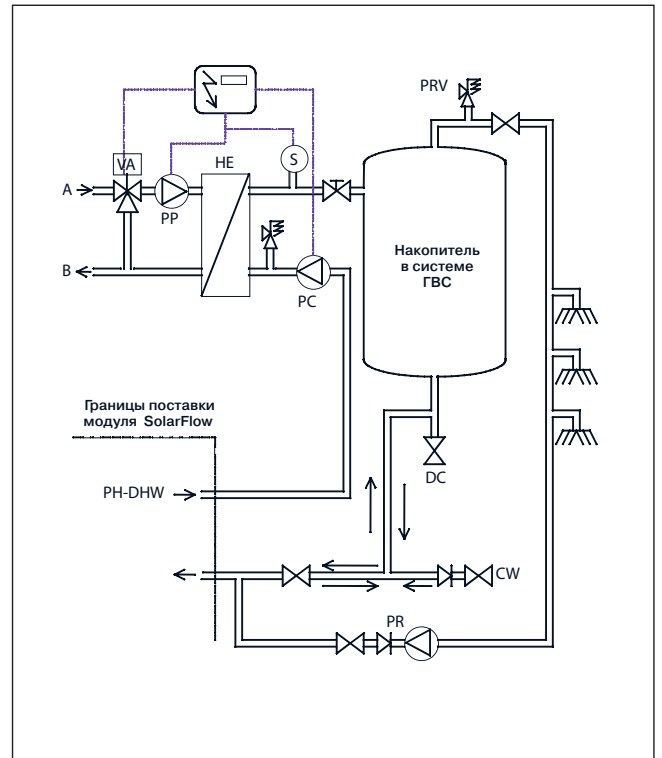 PRV
VA
HE
S
A
PP
B
PC
Накопитель
в системе
ГВС
Границы поставки
модуля SolarFlow
PH-DHW
DC
CW
PR